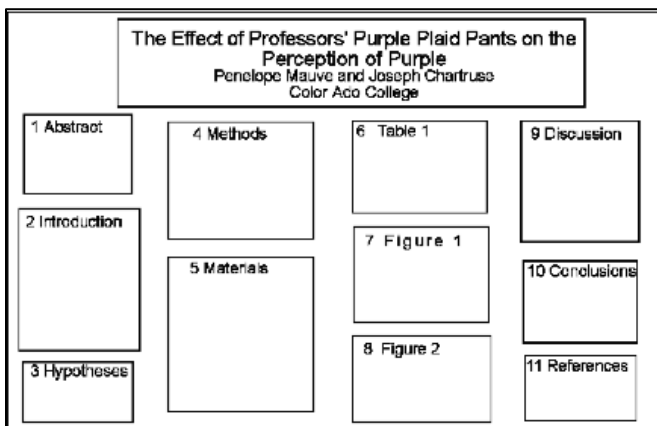 The Effect of Professors' Purple Plaid Pants on the
Perception of Purple
Penelope Mauve and Joseph Chartruse
Color Ado College
1 Abstract
2 Introduction
3 Hypotheses
4 Methods
5 Materials
6 Table 1
7 Figure 1
8 Figure 2
9 Discussion
10 Conclusions
11 References